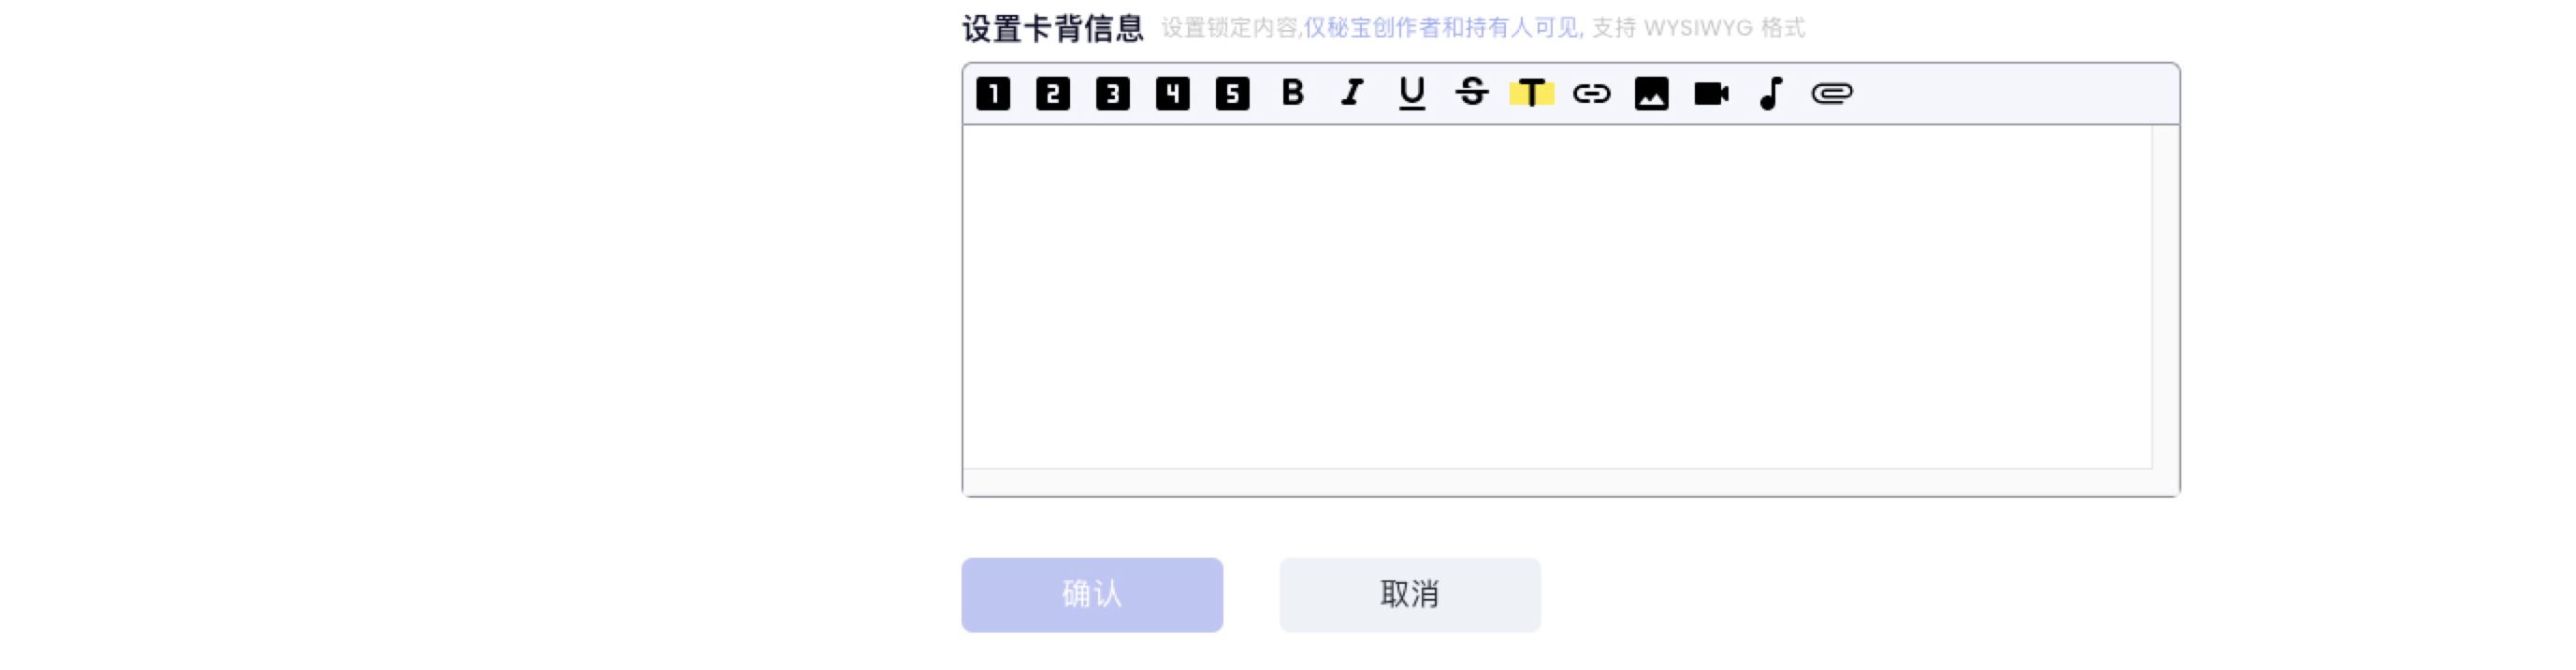 设置卡背信息 设置锁定内容,仅秘宝创作者和持有人可见, 支持 WYSIWYG 格式
1 2 3 4 5 B I U S T
确认 取消